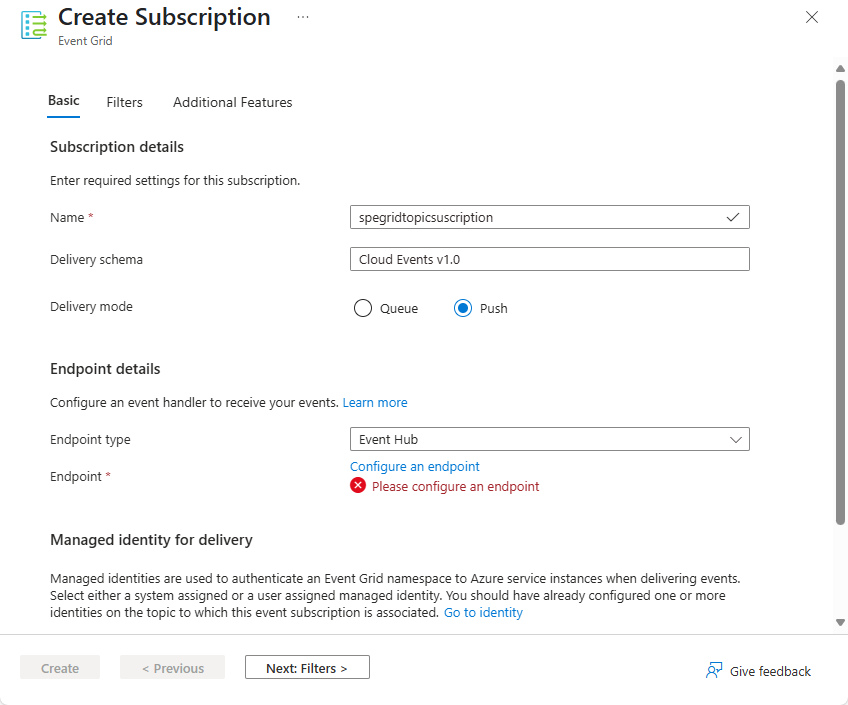 Create Subscription ...
Event Grid
Basic Filters Additional Features
Subscription details
Enter required settings for this subscription.
Name * spegridtopicsuscription
Delivery schema Cloud Events v1.0
Delivery mode Queue Push
Endpoint details
Configure an event handler to receive your events. Learn more
Endpoint type Event Hub
Configure an endpoint
Endpoint *
Please configure an endpoint
Managed identity for delivery
Managed identities are used to authenticate an Event Grid namespace to Azure service instances when delivering events.
Select either a system assigned or a user assigned managed identity. You should have already configured one or more
identities on the topic to which this event subscription is associated. Go to identity
Create < Previous Next: Filters > Give feedback